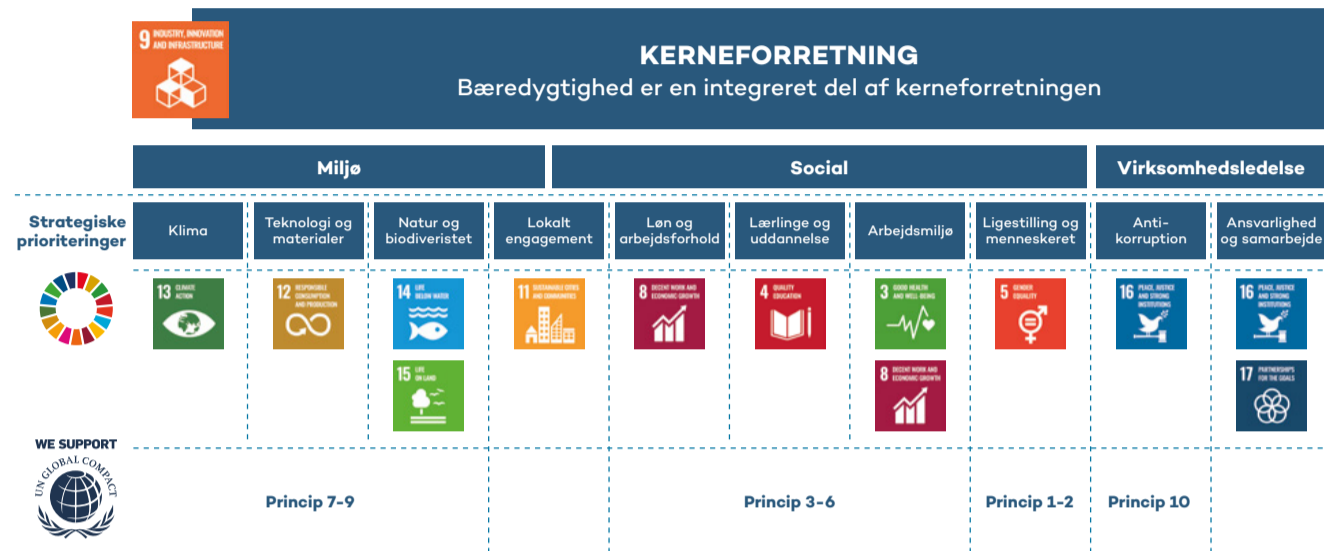 9 INDUSTRY, INNOVATION
AND INFRASTRUCTURE
KERNEFORRETNING
Bæredygtighed er en integreret del af kerneforretningen
Miljø
Social
Virksomhedsledelse
Strategiske
prioriteringer
Klima
Teknologi og
materialer
Natur og
biodiveristet
Lokalt
engagement
Løn og
arbejdsforhold
Lærlinge og
uddannelse
Arbejdsmiljø
Ligestilling og
menneskeret
Anti-
korruption
Ansvarlighed
og samarbejde
13 CLIMATE
ACTION
12 RESPONSIBLE
CONSUMPTION
AND PRODUCTION
14 LIFE
BELOW WATER
11 SUSTAINABLE CITIES
AND COMMUNITIES
8 DECENT WORK AND
ECONOMIC GROWTH
4 QUALITY
EDUCATION
3 GOOD HEALTH
AND WELL-BEING
5 GENDER
EQUALITY
16 PEACE, JUSTICE
AND STRONG
INSTITUTIONS
16 PEACE, JUSTICE
AND STRONG
INSTITUTIONS
15 LIFE
ON LAND
8 DECENT WORK AND
ECONOMIC GROWTH
17 PARTNERSHIPS
FOR THE GOALS
WE SUPPORT
UN GLOBAL COMPACT
Princip 7-9
Princip 3-6
Princip 1-2
Princip 10